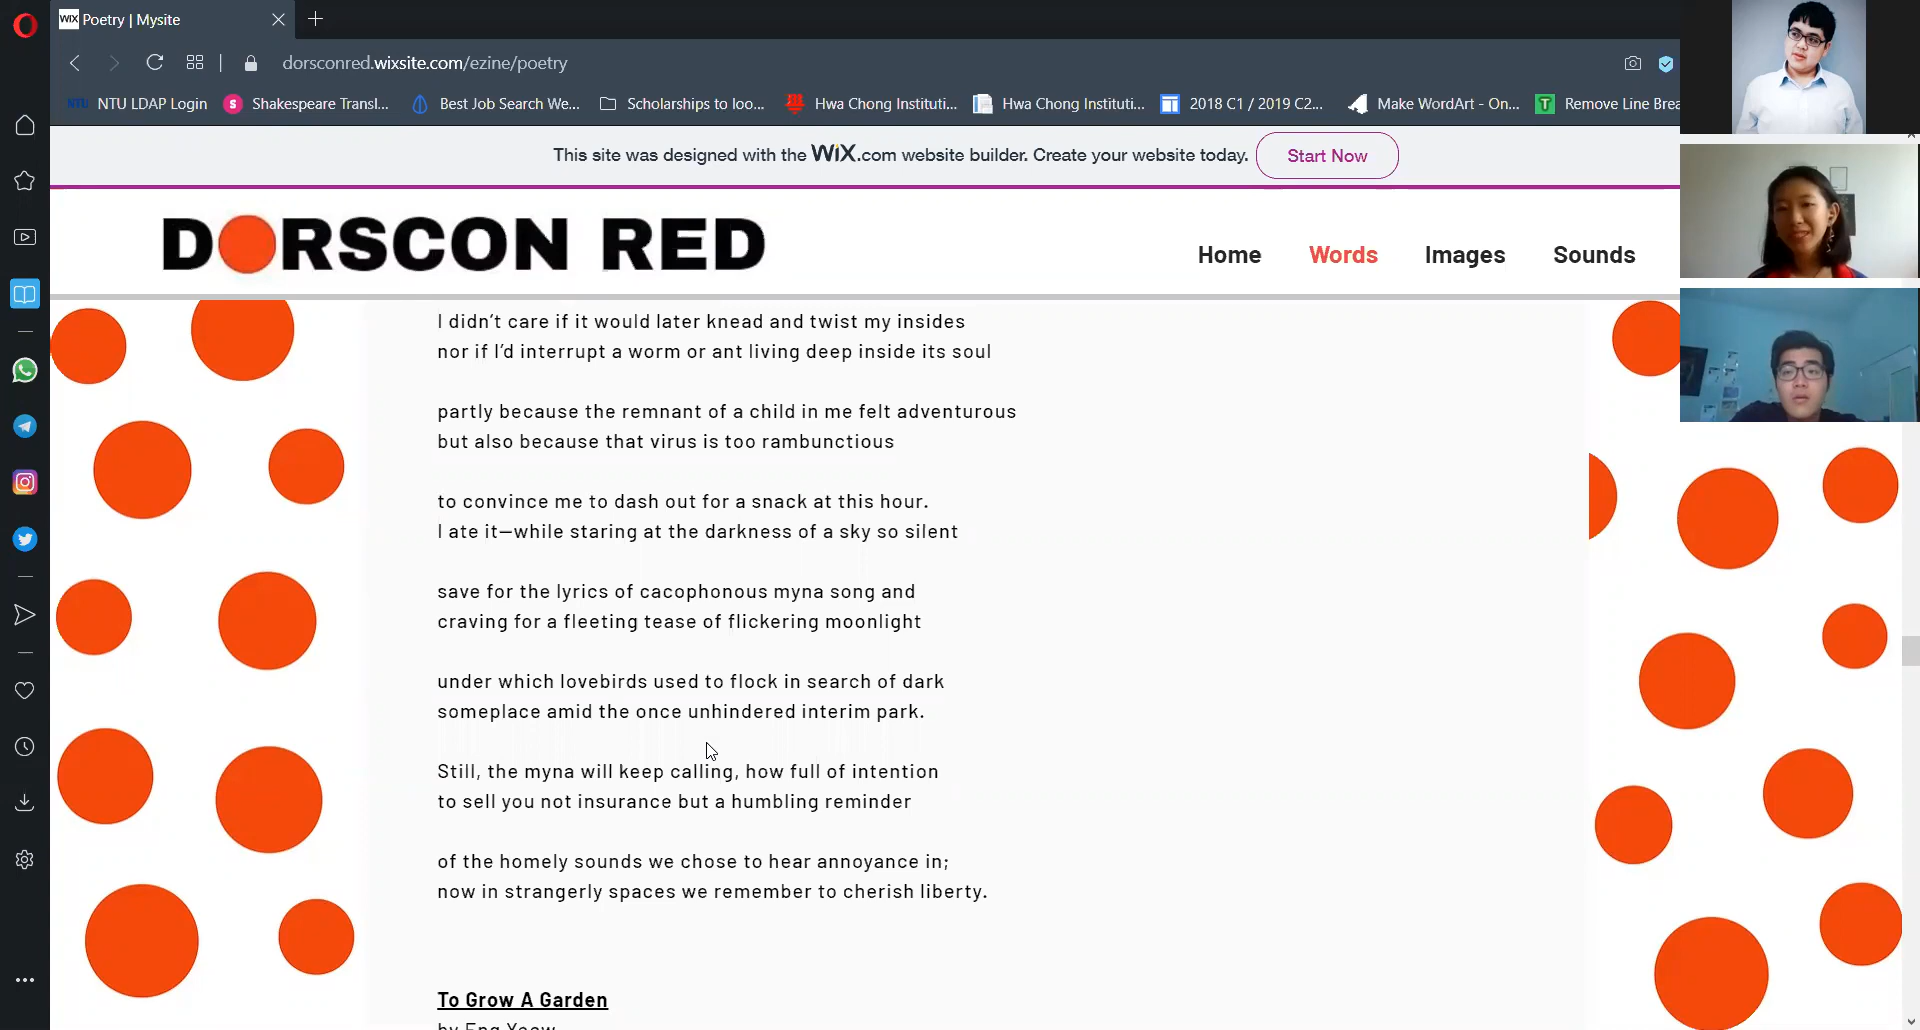 WIX Poetry | Mysite
dorsconred.wixsite.com/ezine/poetry
NTU NTU LDAP Login
S Shakespeare Transl...
Best Job Search We...
Scholarships to loo...
Hwa Chong Instituti...
Hwa Chong Instituti...
2018 C1 / 2019 C2...
Make WordArt - On...
T Remove Line Brea
This site was designed with the WiX.com website builder. Create your website today.
Start Now
DORSCON RED
Home
Words
Images
Sounds
I didn't care if it would later knead and twist my insides
nor if I'd interrupt a worm or ant living deep inside its soul
partly because the remnant of a child in me felt adventurous
but also because that virus is too rambunctious
to convince me to dash out for a snack at this hour.
I ate it—while staring at the darkness of a sky so silent
save for the lyrics of cacophonous myna song and
craving for a fleeting tease of flickering moonlight
under which lovebirds used to flock in search of dark
someplace amid the once unhindered interim park.
Still, the myna will keep calling, how full of intention
to sell you not insurance but a humbling reminder
of the homely sounds we chose to hear annoyance in;
now in strangerly spaces we remember to cherish liberty.
To Grow A Garden
by Eng Yeow